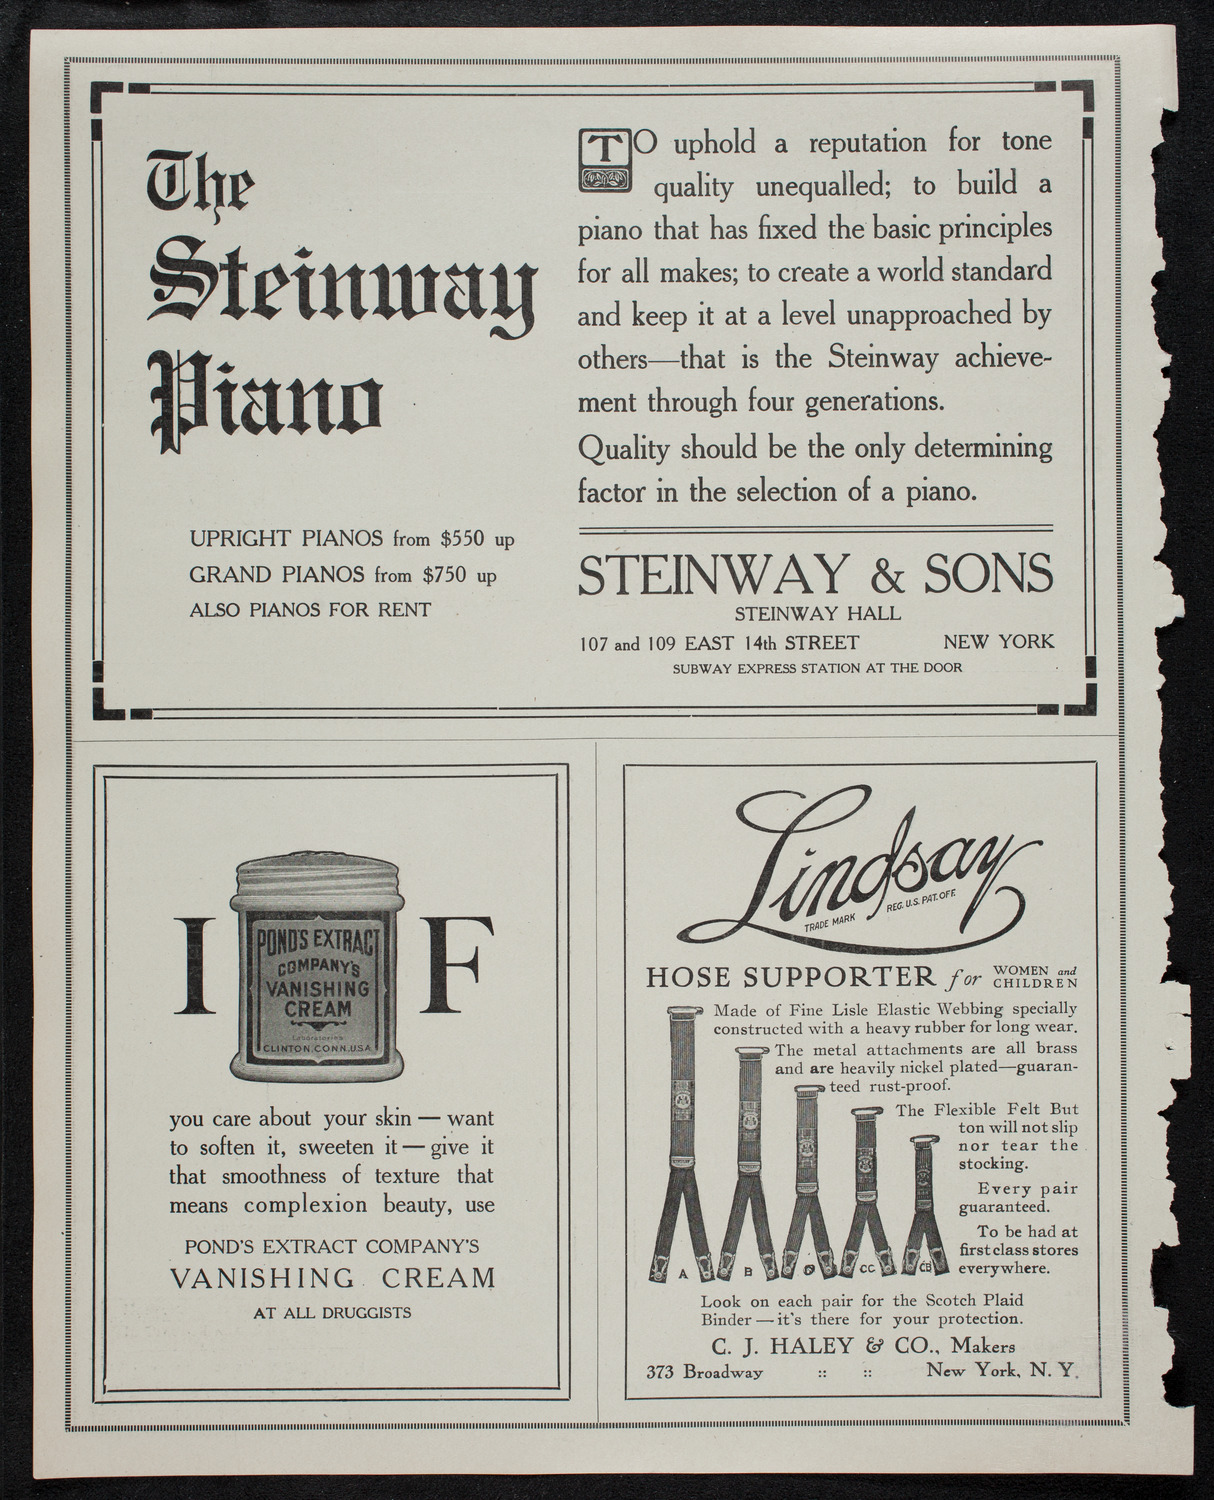 The
Steinway
Piano
UPRIGHT PIANOS from $550 up
GRAND PIANOS from $750 up
ALSO PIANOS FOR RENT
TO uphold a reputation for tone
quality unequalled; to build a
piano that has fixed the basic principles
for all makes; to create a world standard
and keep it at a level unapproached by
others—that is the Steinway achieve-
ment through four generations.
Quality should be the only determining
factor in the selection of a piano.
STEINWAY & SONS
STEINWAY HALL
107 and 109 EAST 14th STREET NEW YORK
SUBWAY EXPRESS STATION AT THE DOOR
IF
POND'S EXTRACT
COMPANY'S
VANISHING
CREAM
Laboratories
CLINTON, CONN., U.S.A.
you care about your skin — want
to soften it, sweeten it — give it
that smoothness of texture that
means complexion beauty, use
POND'S EXTRACT COMPANY'S
VANISHING CREAM
AT ALL DRUGGISTS
Lindsay
TRADE MARK REG. U.S. PAT. OFF.
HOSE SUPPORTER for WOMEN and
CHILDREN
Made of Fine Lisle Elastic Webbing specially
constructed with a heavy rubber for long wear.
The metal attachments are all brass
and are heavily nickel plated—guaran-
teed rust-proof.
The Flexible Felt But
ton will not slip
nor tear the
stocking.
Every pair
guaranteed.
To be had at
first class stores
everywhere.
A B D CC CB
Look on each pair for the Scotch Plaid
Binder — it's there for your protection.
C. J. HALEY & CO., Makers
373 Broadway :: :: New York, N. Y.